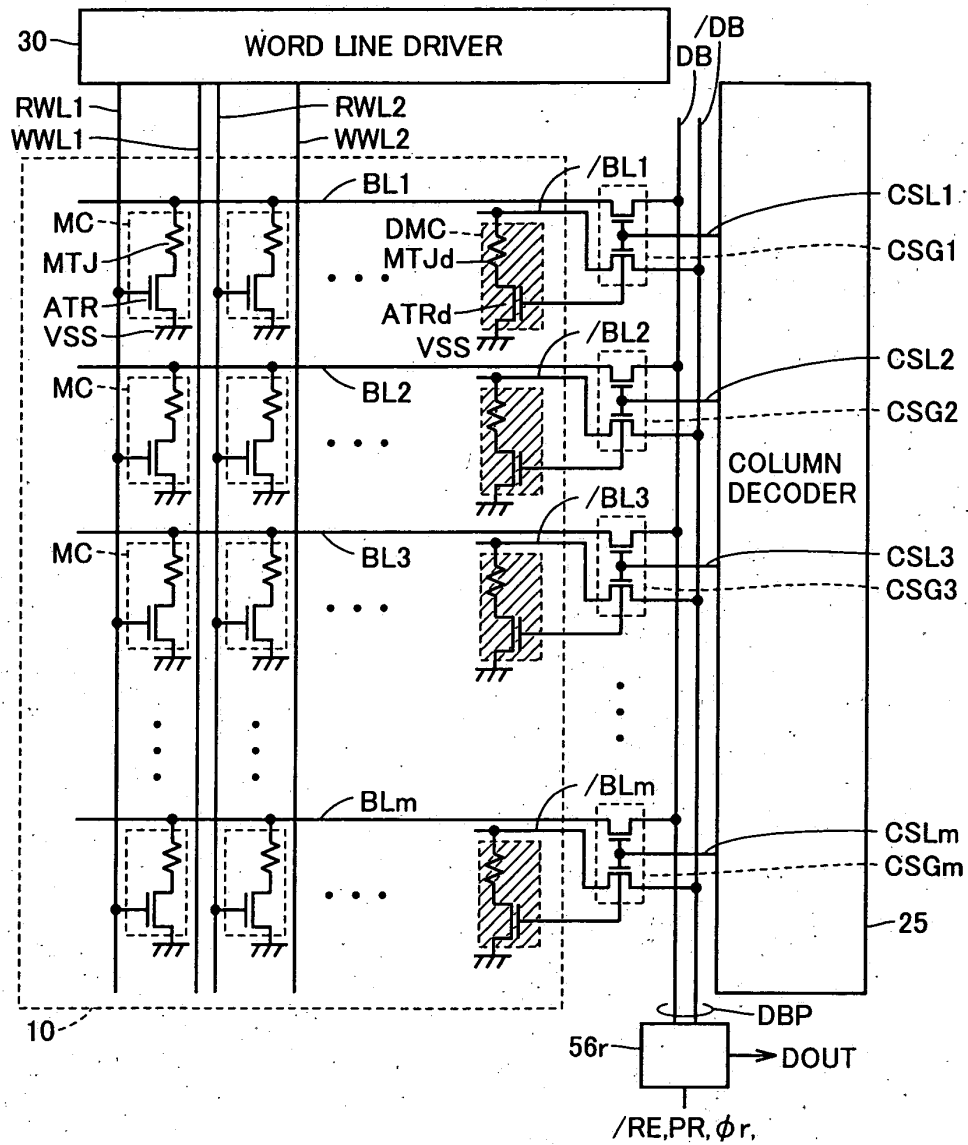 30
WORD LINE DRIVER
/DB
DB
RWL1
RWL2
WWL1
WWL2
BL1
/BL1
CSL1
MC
DMC
CSG1
MTJ
MTJd
ATR
ATRd
VSS
VSS
/BL2
CSL2
MC
BL2
CSG2
COLUMN
DECODER
/BL3
MC
BL3
CSL3
CSG3
BLm
/BLm
CSLm
CSGm
25
10
DBP
56r
DOUT
/RE,PR, φr,